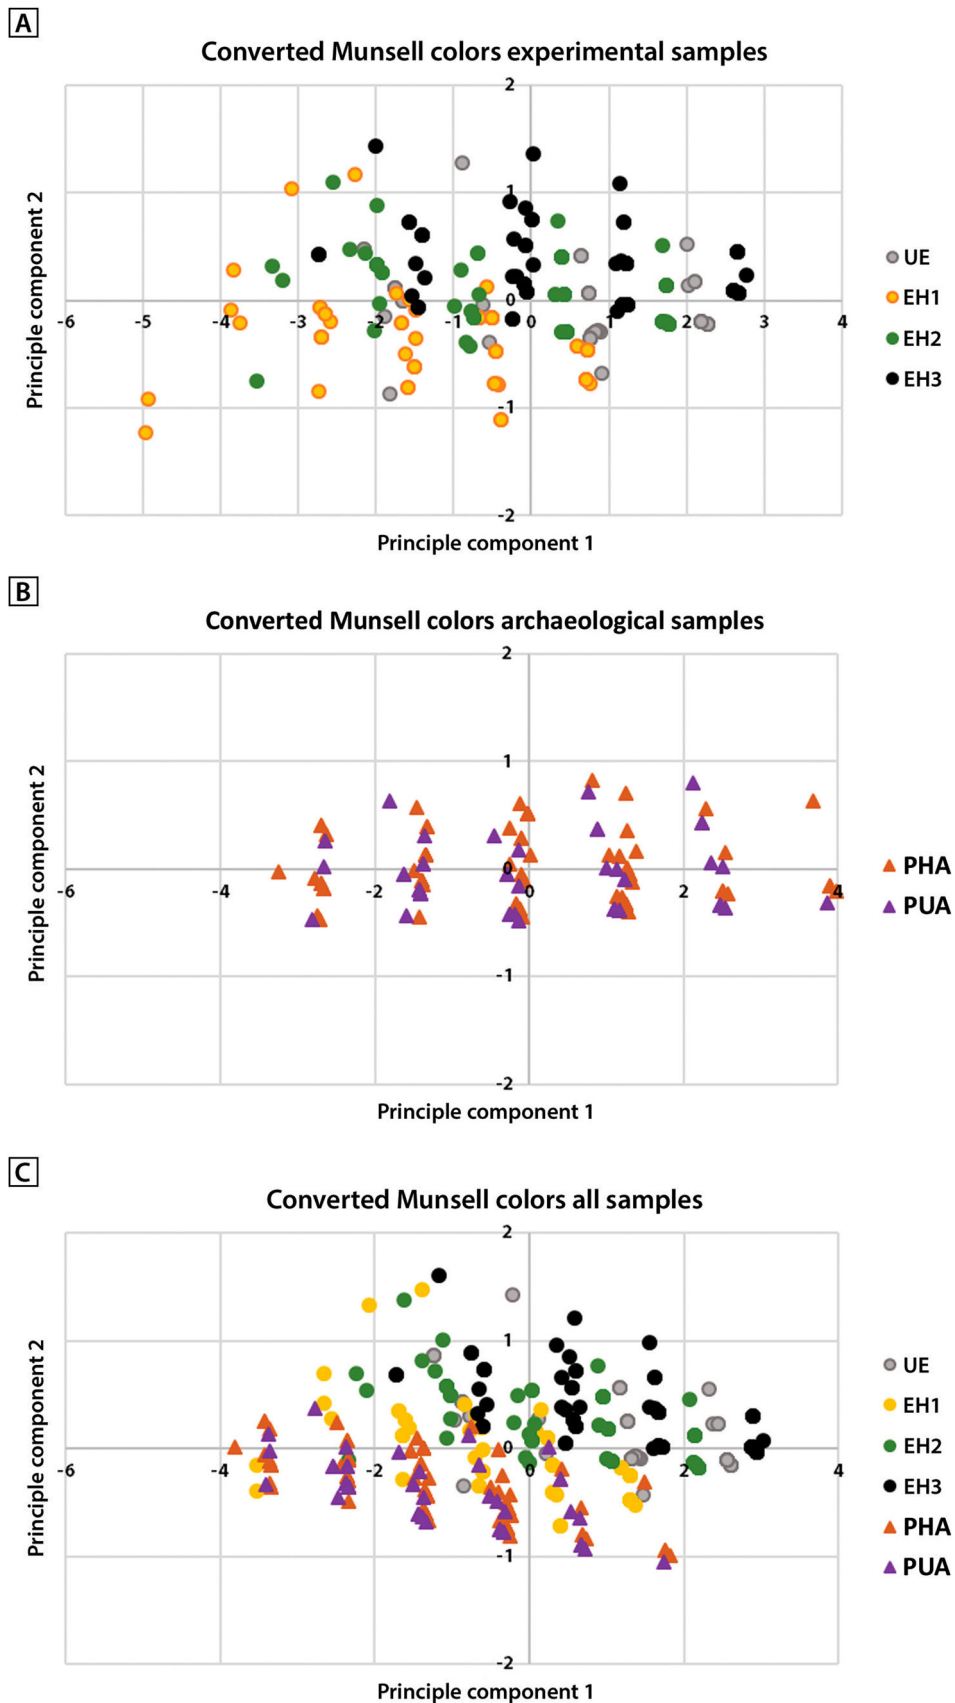 A
Converted Munsell colors experimental samples
2
1
0
-6 -5 -4 -3 -2 -1 0 1 2 3 4
-1
-2
Principle component 2
Principle component 1
UE
EH1
EH2
EH3
B
Converted Munsell colors archaeological samples
2
1
0
-6 -4 -2 0 2 4
-1
-2
Principle component 2
Principle component 1
PHA
PUA
C
Converted Munsell colors all samples
2
1
0
-6 -4 -2 0 2 4
-1
-2
Principle component 2
Principle component 1
UE
EH1
EH2
EH3
PHA
PUA